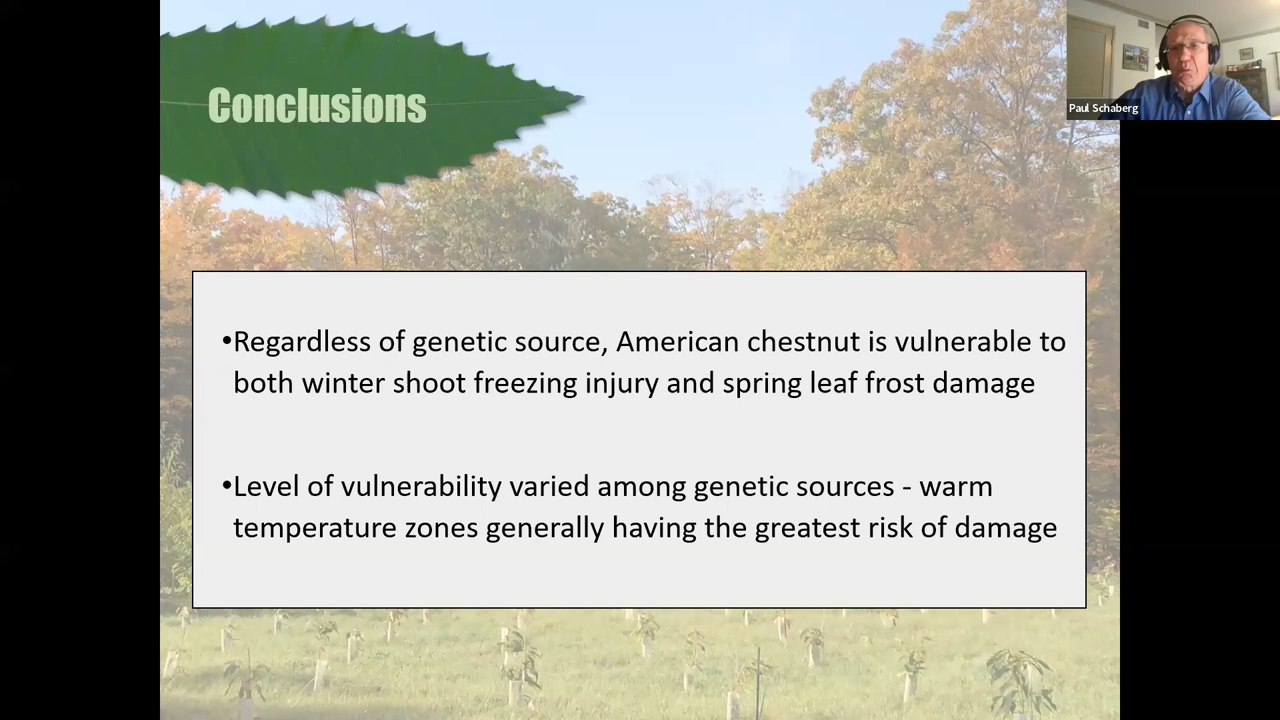 Conclusions
Paul Schaberg
•Regardless of genetic source, American chestnut is vulnerable to
both winter shoot freezing injury and spring leaf frost damage
•Level of vulnerability varied among genetic sources - warm
temperature zones generally having the greatest risk of damage